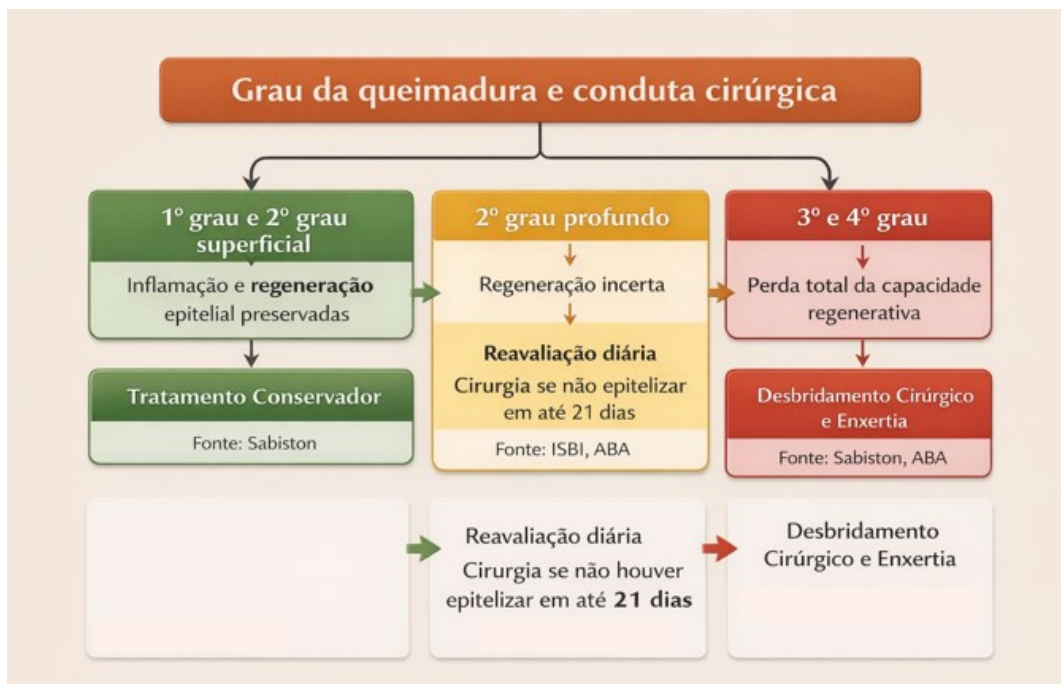 Grau da queimadura e conduta cirúrgica
1º grau e 2º grau
superficial
Inflamação e regeneração
epitelial preservadas
Tratamento Conservador
Fonte: Sabiston
2º grau profundo
Regeneração incerta
Reavaliação diária
Cirurgia se não epitelizar
em até 21 dias
Fonte: ISBI, ABA
3º e 4º grau
Perda total da capacidade
regenerativa
Desbridamento Cirúrgico
e Enxertia
Fonte: Sabiston, ABA
Reavaliação diária
Cirurgia se não houver
epitelizar em até 21 dias
Desbridamento
Cirúrgico e Enxertia